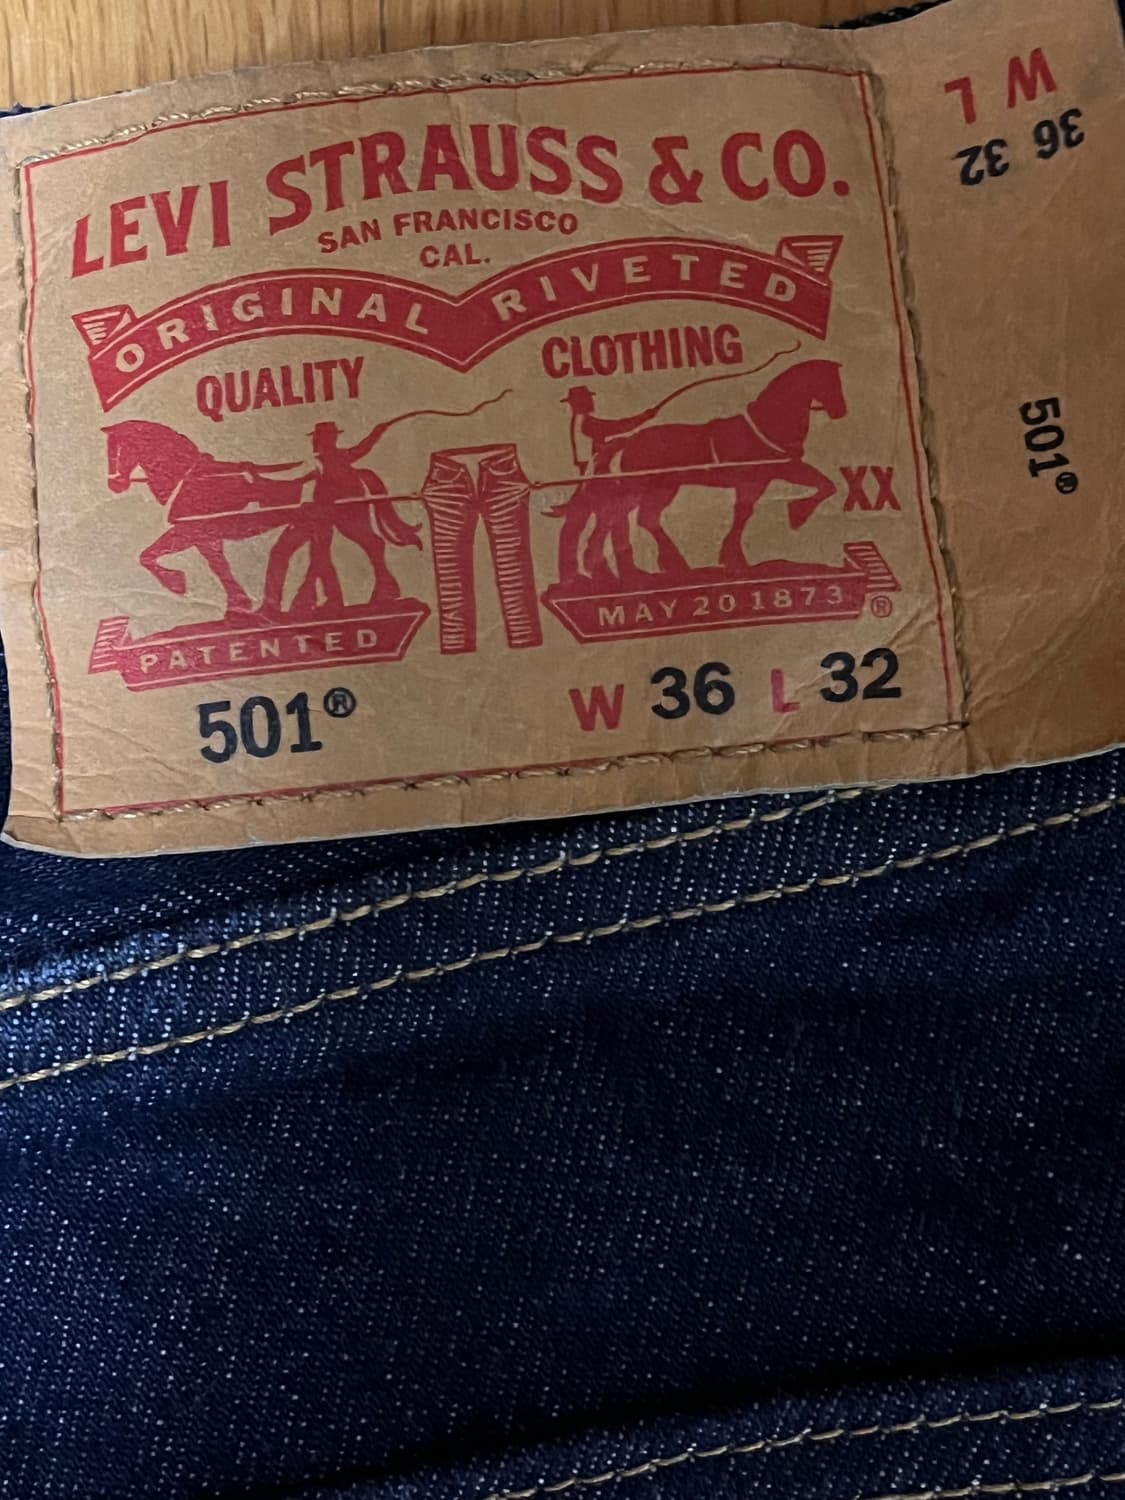 LEVI STRAUSS & CO.
SAN FRANCISCO
CAL.
ORIGINAL RIVETED
QUALITY CLOTHING
XX
PATENTED MAY 20 1873 ®
501® W 36 L 32
W L
36 32
501®